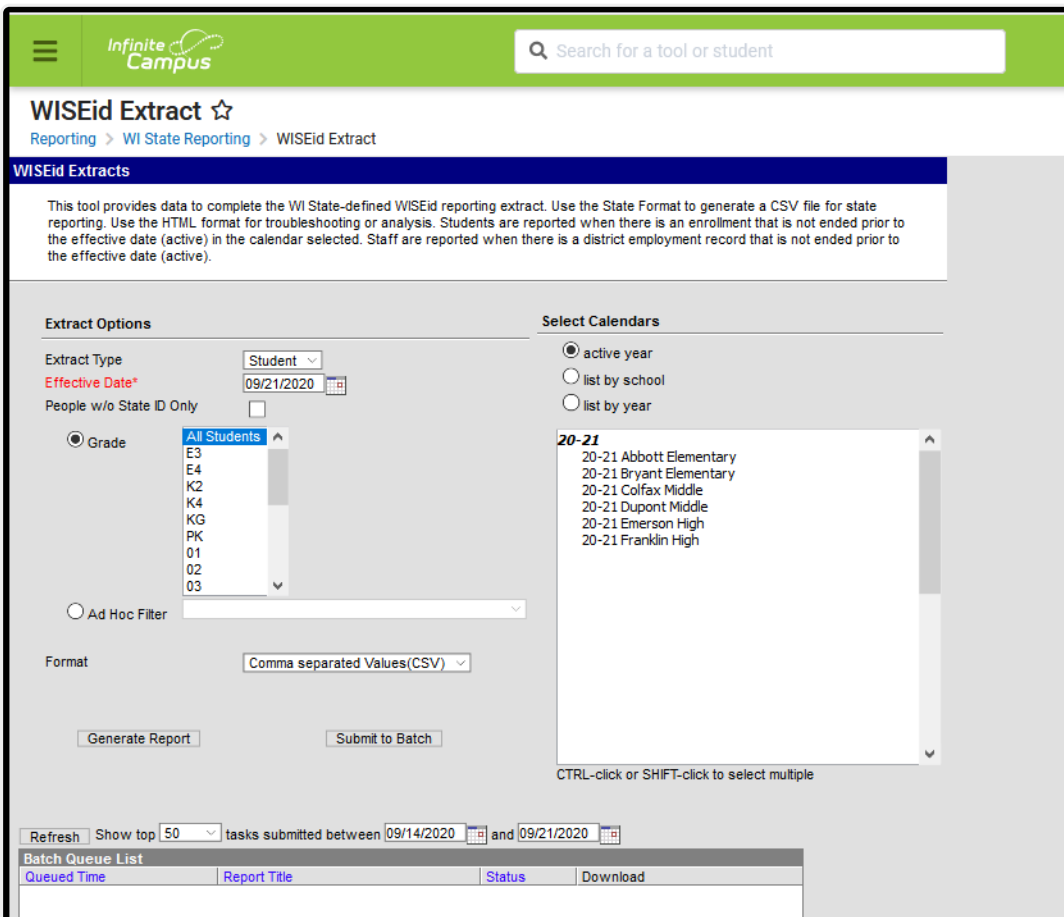 Infinite Campus
Search for a tool or student
WISEid Extract
Reporting > WI State Reporting > WISEid Extract
WISEid Extracts
This tool provides data to complete the WI State-defined WISEid reporting extract. Use the State Format to generate a CSV file for state
reporting. Use the HTML format for troubleshooting or analysis. Students are reported when there is an enrollment that is not ended prior to
the effective date (active) in the calendar selected. Staff are reported when there is a district employment record that is not ended prior to
the effective date (active).
Extract Options
Extract Type Student
Effective Date* 09/21/2020
People w/o State ID Only
Grade
All Students
E3
E4
K2
K4
KG
PK
01
02
03
Ad Hoc Filter
Format Comma separated Values(CSV)
Generate Report Submit to Batch
Select Calendars
active year
list by school
list by year
20-21
20-21 Abbott Elementary
20-21 Bryant Elementary
20-21 Colfax Middle
20-21 Dupont Middle
20-21 Emerson High
20-21 Franklin High
CTRL-click or SHIFT-click to select multiple
Refresh Show top 50 tasks submitted between 09/14/2020 and 09/21/2020
Batch Queue List
Queued Time Report Title Status Download